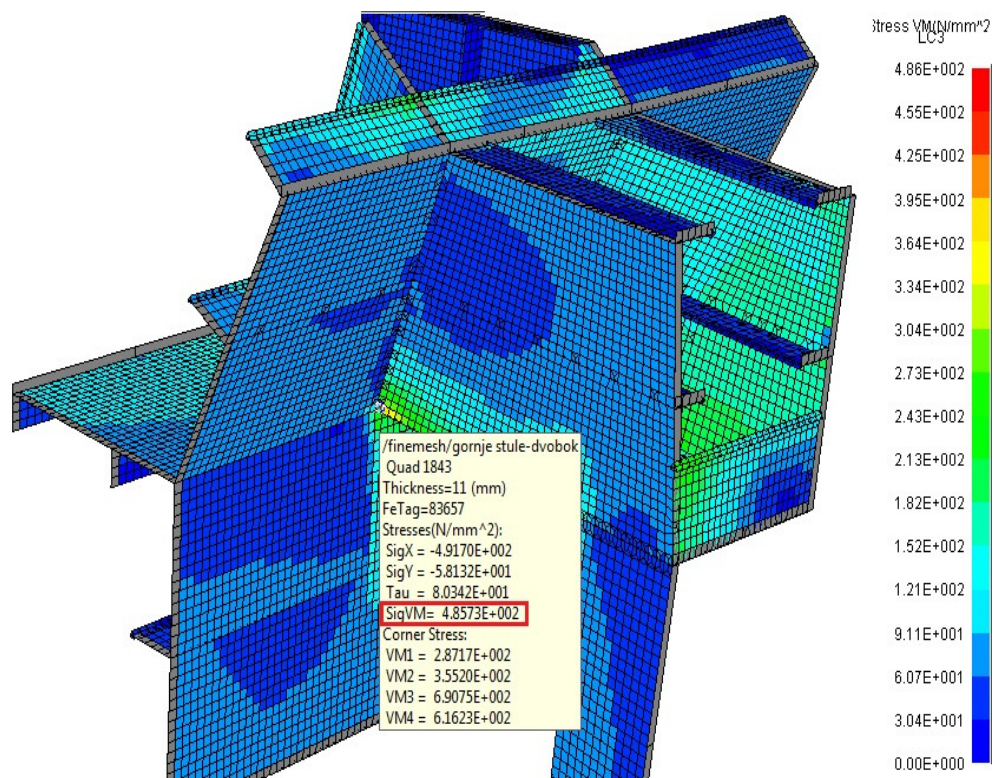 Stress VM(N/mm^2
LC3
4.86E+002
4.55E+002
4.25E+002
3.95E+002
3.64E+002
3.34E+002
3.04E+002
2.73E+002
2.43E+002
2.13E+002
1.82E+002
1.52E+002
1.21E+002
9.11E+001
6.07E+001
3.04E+001
0.00E+000
/finemesh/gornje stule-dvobok
Quad 1843
Thickness=11 (mm)
FeTag=83657
Stresses(N/mm^2):
SigX = -4.9170E+002
SigY = -5.8132E+001
Tau = 8.0342E+001
SigVM= 4.8573E+002
Corner Stress:
VM1 = 2.8717E+002
VM2 = 3.5520E+002
VM3 = 6.9075E+002
VM4 = 6.1623E+002